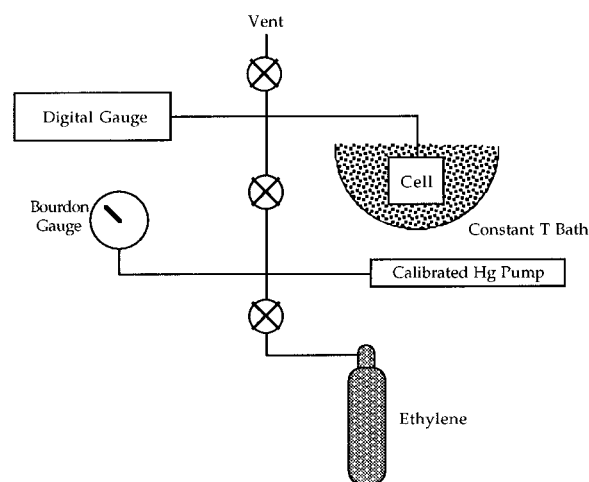 Vent
Digital Gauge
Cell
Bourdon
Gauge
Constant T Bath
Calibrated Hg Pump
Ethylene